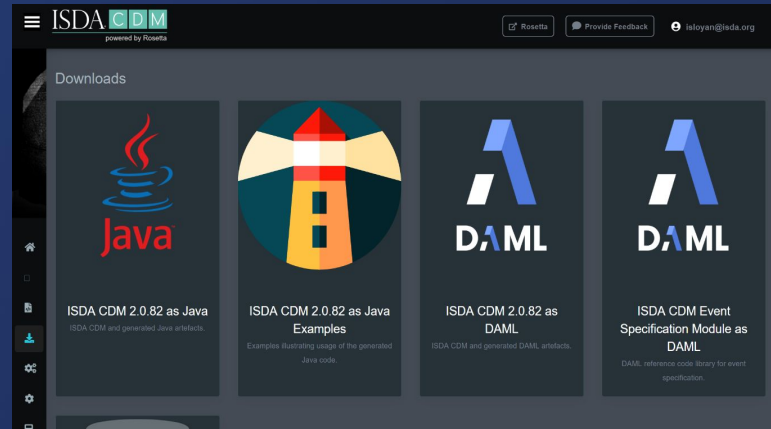 ISDA CDM
powered by Rosetta
Rosetta
Provide Feedback
isloyan@isda.org
Downloads
Java
ISDA CDM 2.0.82 as Java
ISDA CDM and generated Java artefacts.
ISDA CDM 2.0.82 as Java
Examples
Examples illustrating usage of the generated
Java code.
DAML
ISDA CDM 2.0.82 as
DAML
ISDA CDM and generated DAML artefacts.
DAML
ISDA CDM Event
Specification Module as
DAML
DAML reference code library for event
specification.